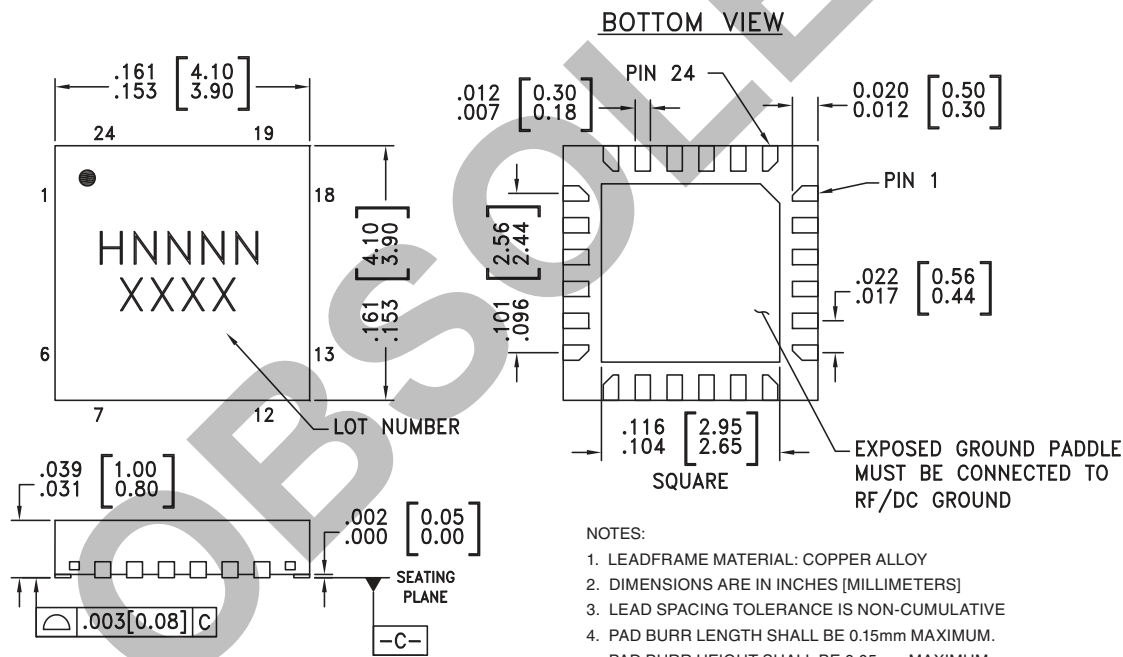 BOTTOM VIEW
.161 [4.10]
.153 [3.90]
24 19
1 18
6 13
7 12
HNNNN
XXXX
.161 [4.10]
.153 [3.90]
LOT NUMBER
PIN 24
.012 [0.30]
.007 [0.18]
0.020 [0.50]
0.012 [0.30]
PIN 1
.101 [2.56]
.096 [2.44]
.022 [0.56]
.017 [0.44]
.116 [2.95]
.104 [2.65]
SQUARE
EXPOSED GROUND PADDLE
MUST BE CONNECTED TO
RF/DC GROUND
.039 [1.00]
.031 [0.80]
.002 [0.05]
.000 [0.00]
SEATING
PLANE
.003[0.08] C
-C-
NOTES:
1. LEADFRAME MATERIAL: COPPER ALLOY
2. DIMENSIONS ARE IN INCHES [MILLIMETERS]
3. LEAD SPACING TOLERANCE IS NON-CUMULATIVE
4. PAD BURR LENGTH SHALL BE 0.15mm MAXIMUM.
OBSOLE